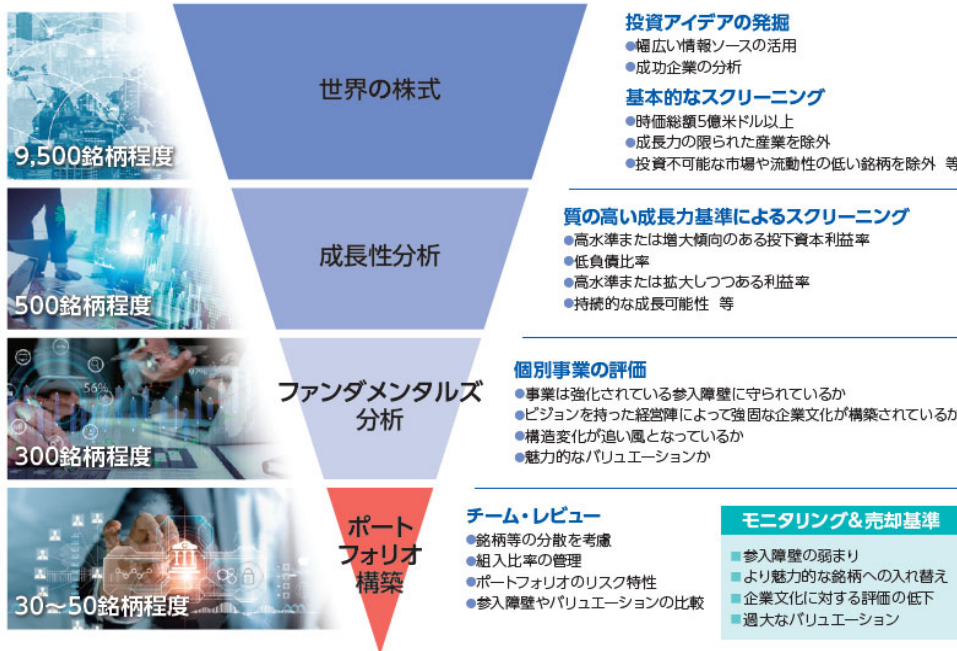 世界の株式
9,500銘柄程度
投資アイデアの発掘
●幅広い情報ソースの活用
●成功企業の分析
基本的なスクリーニング
●時価総額5億米ドル以上
●成長力の限られた産業を除外
●投資不可能な市場や流動性の低い銘柄を除外 等
成長性分析
500銘柄程度
質の高い成長力基準によるスクリーニング
●高水準または増大傾向のある投下資本利益率
●低負債比率
●高水準または拡大しつつある利益率
●持続的な成長可能性 等
ファンダメンタルズ
分析
56%
300銘柄程度
個別事業の評価
●事業は強化されている参入障壁に守られているか
●ビジョンを持った経営陣によって強固な企業文化が構築されているか
●構造変化が追い風となっているか
●魅力的なバリュエーションか
ポート
フォリオ
構築
30～50銘柄程度
チーム・レビュー
●銘柄等の分散を考慮
●組入比率の管理
●ポートフォリオのリスク特性
●参入障壁やバリュエーションの比較
モニタリング&売却基準
■参入障壁の弱まり
■より魅力的な銘柄への入れ替え
■企業文化に対する評価の低下
■過大なバリュエーション